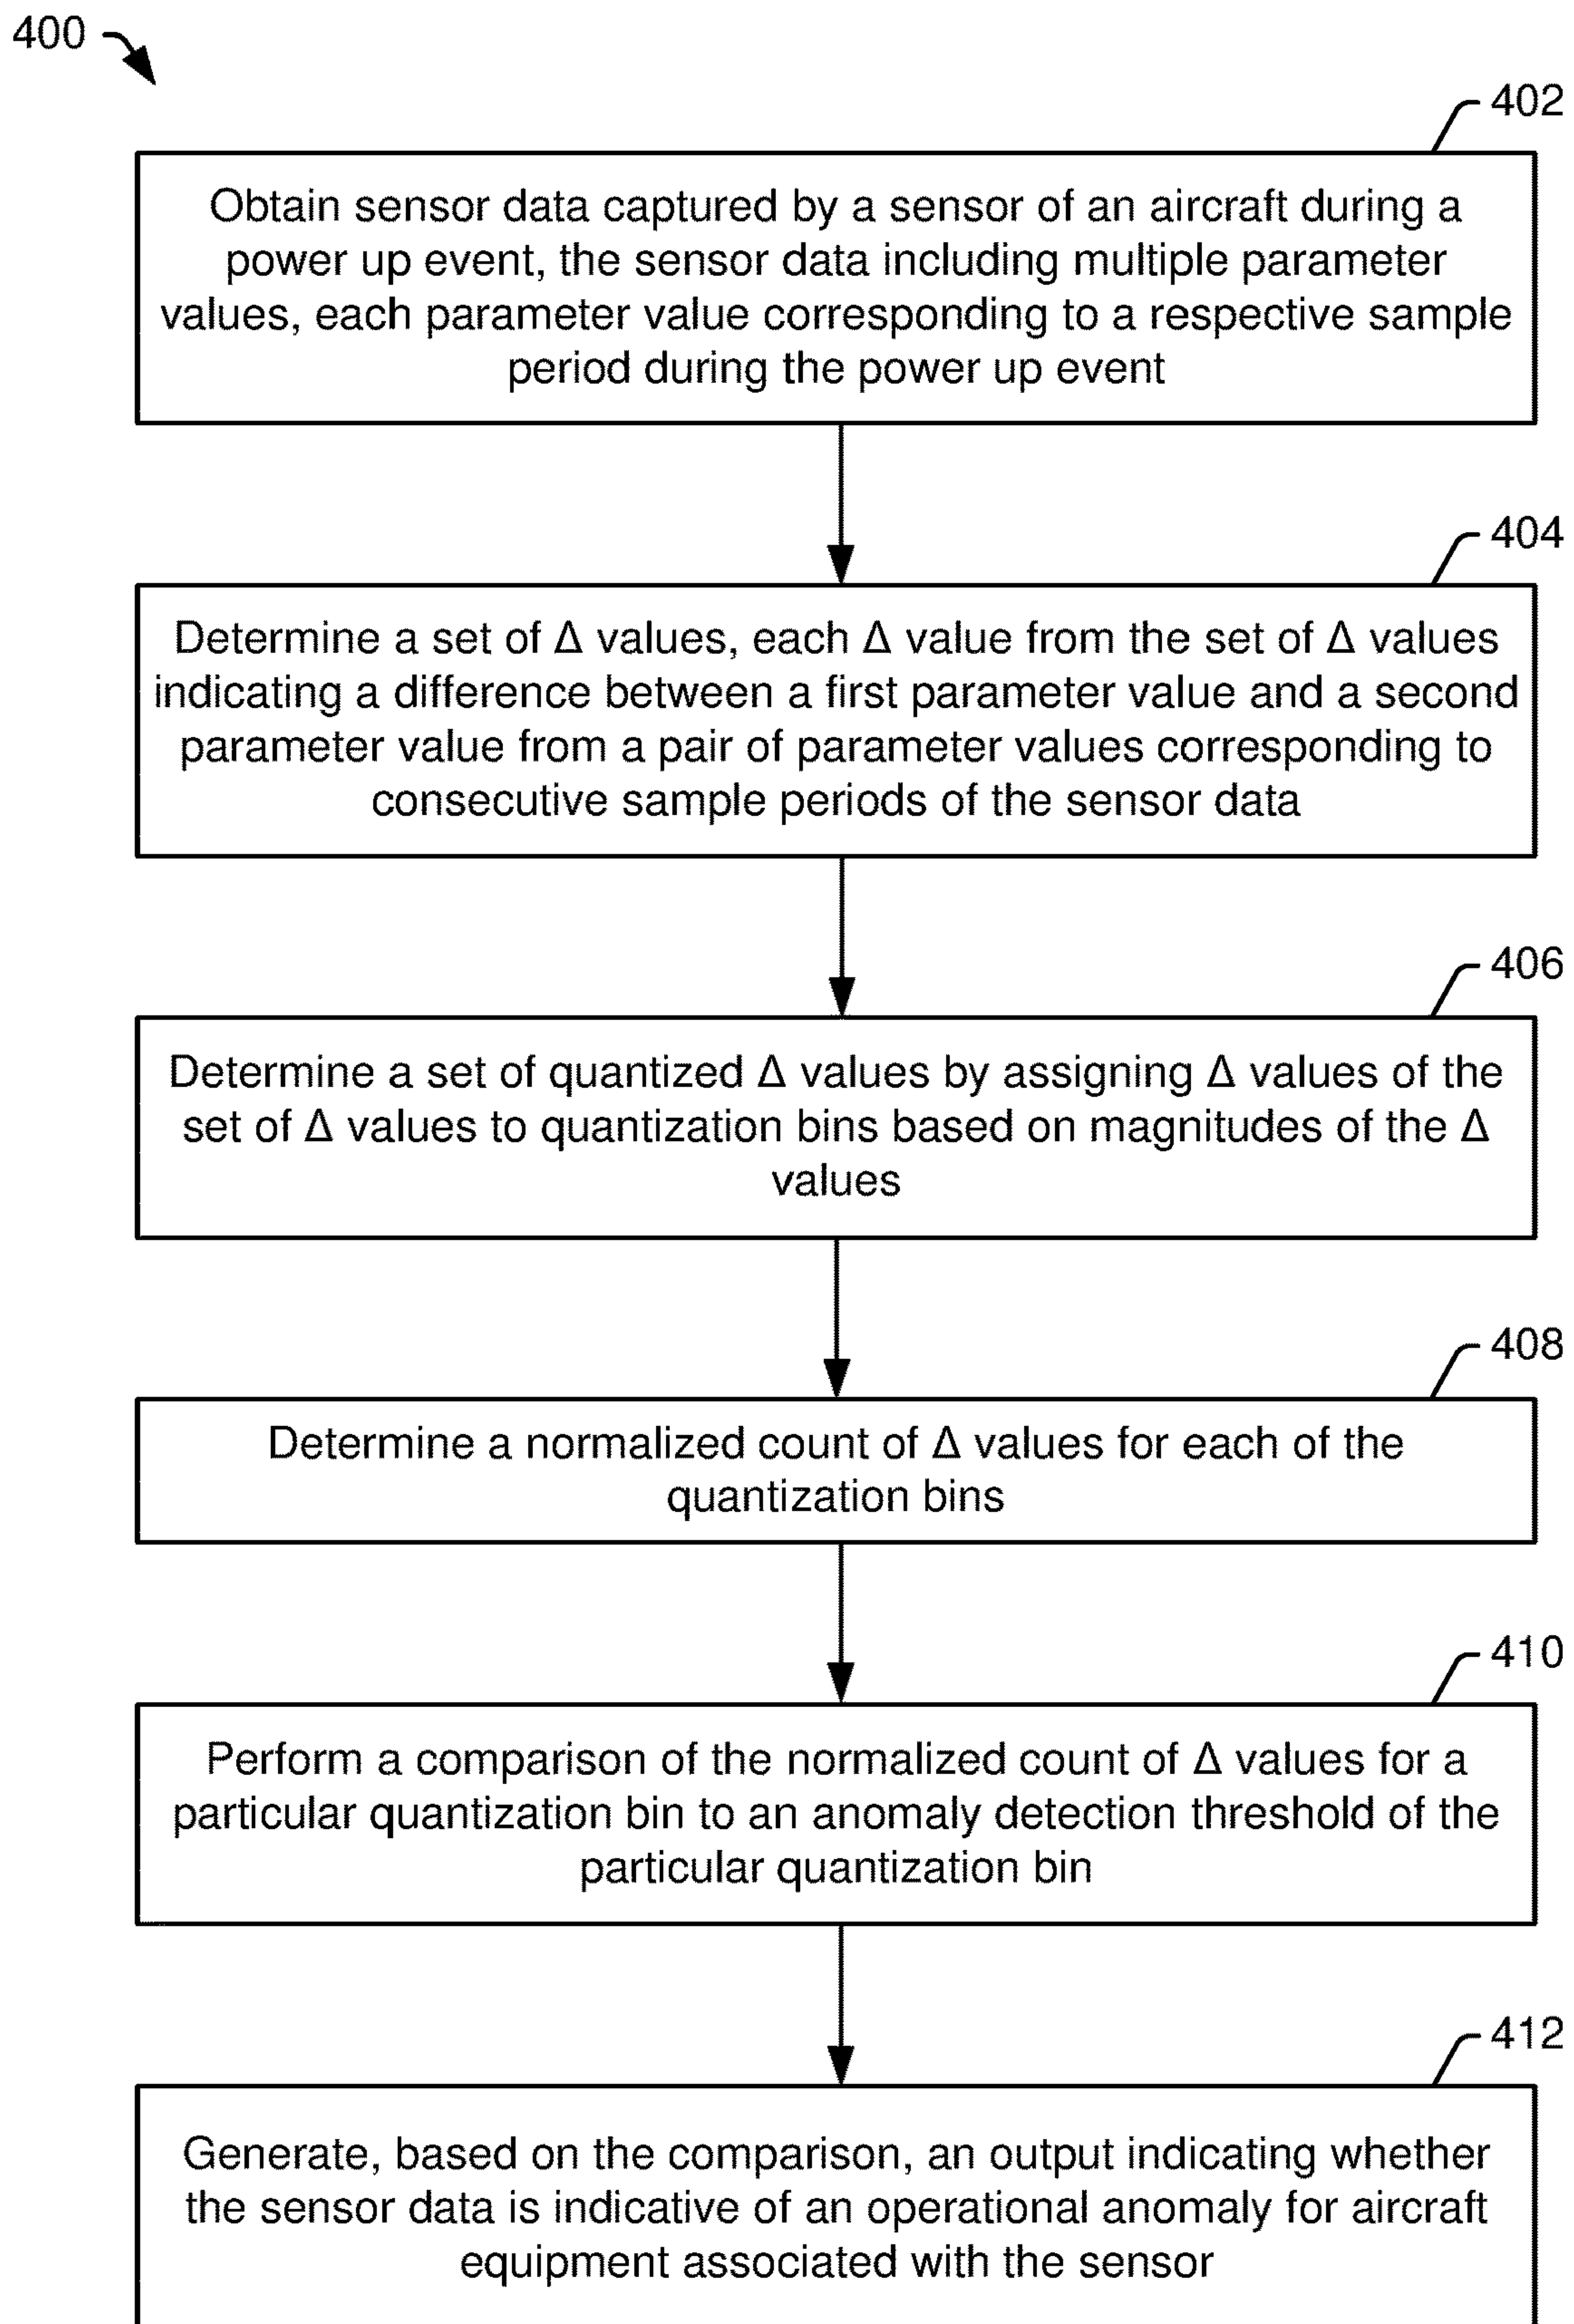 400
402
Obtain sensor data captured by a sensor of an aircraft during a
power up event, the sensor data including multiple parameter
values, each parameter value corresponding to a respective sample
period during the power up event
404
Determine a set of Δ values, each Δ value from the set of Δ values
indicating a difference between a first parameter value and a second
parameter value from a pair of parameter values corresponding to
consecutive sample periods of the sensor data
406
Determine a set of quantized Δ values by assigning Δ values of the
set of Δ values to quantization bins based on magnitudes of the Δ
values
408
Determine a normalized count of Δ values for each of the
quantization bins
410
Perform a comparison of the normalized count of Δ values for a
particular quantization bin to an anomaly detection threshold of the
particular quantization bin
412
Generate, based on the comparison, an output indicating whether
the sensor data is indicative of an operational anomaly for aircraft
equipment associated with the sensor